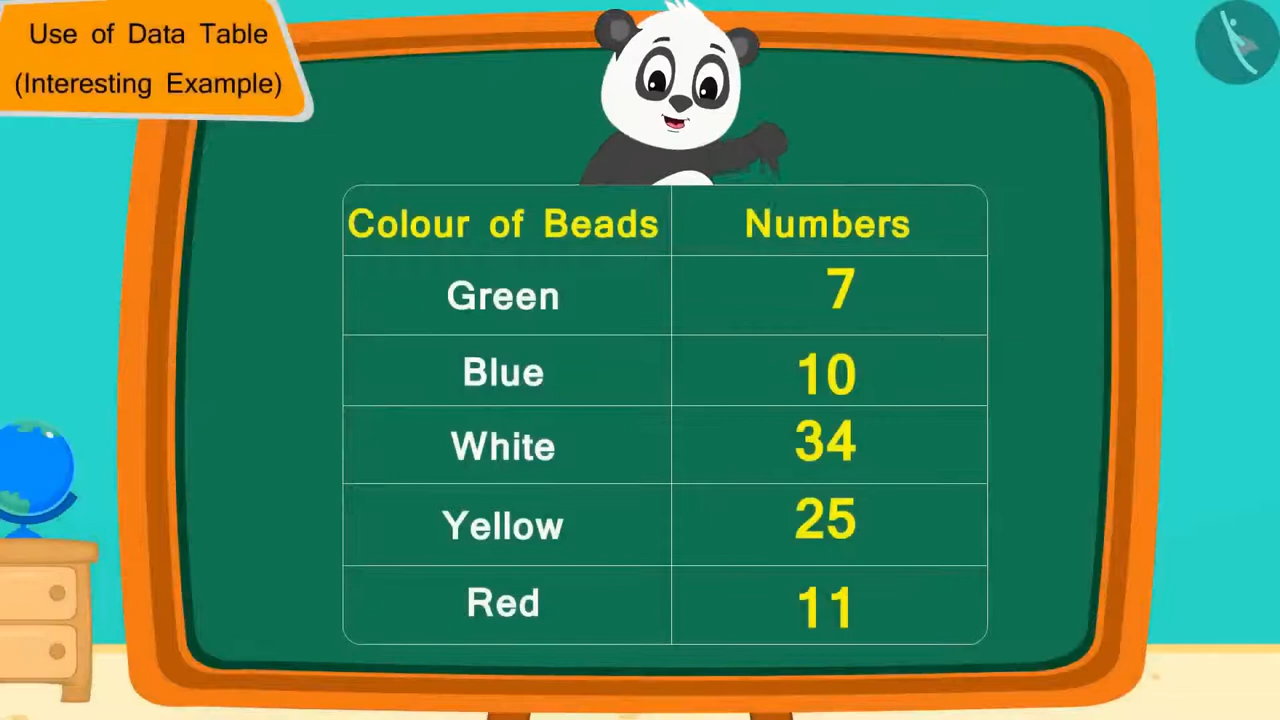 Use of Data Table
(Interesting Example)
Colour of Beads Numbers
Green 7
Blue 10
White 34
Yellow 25
Red 11